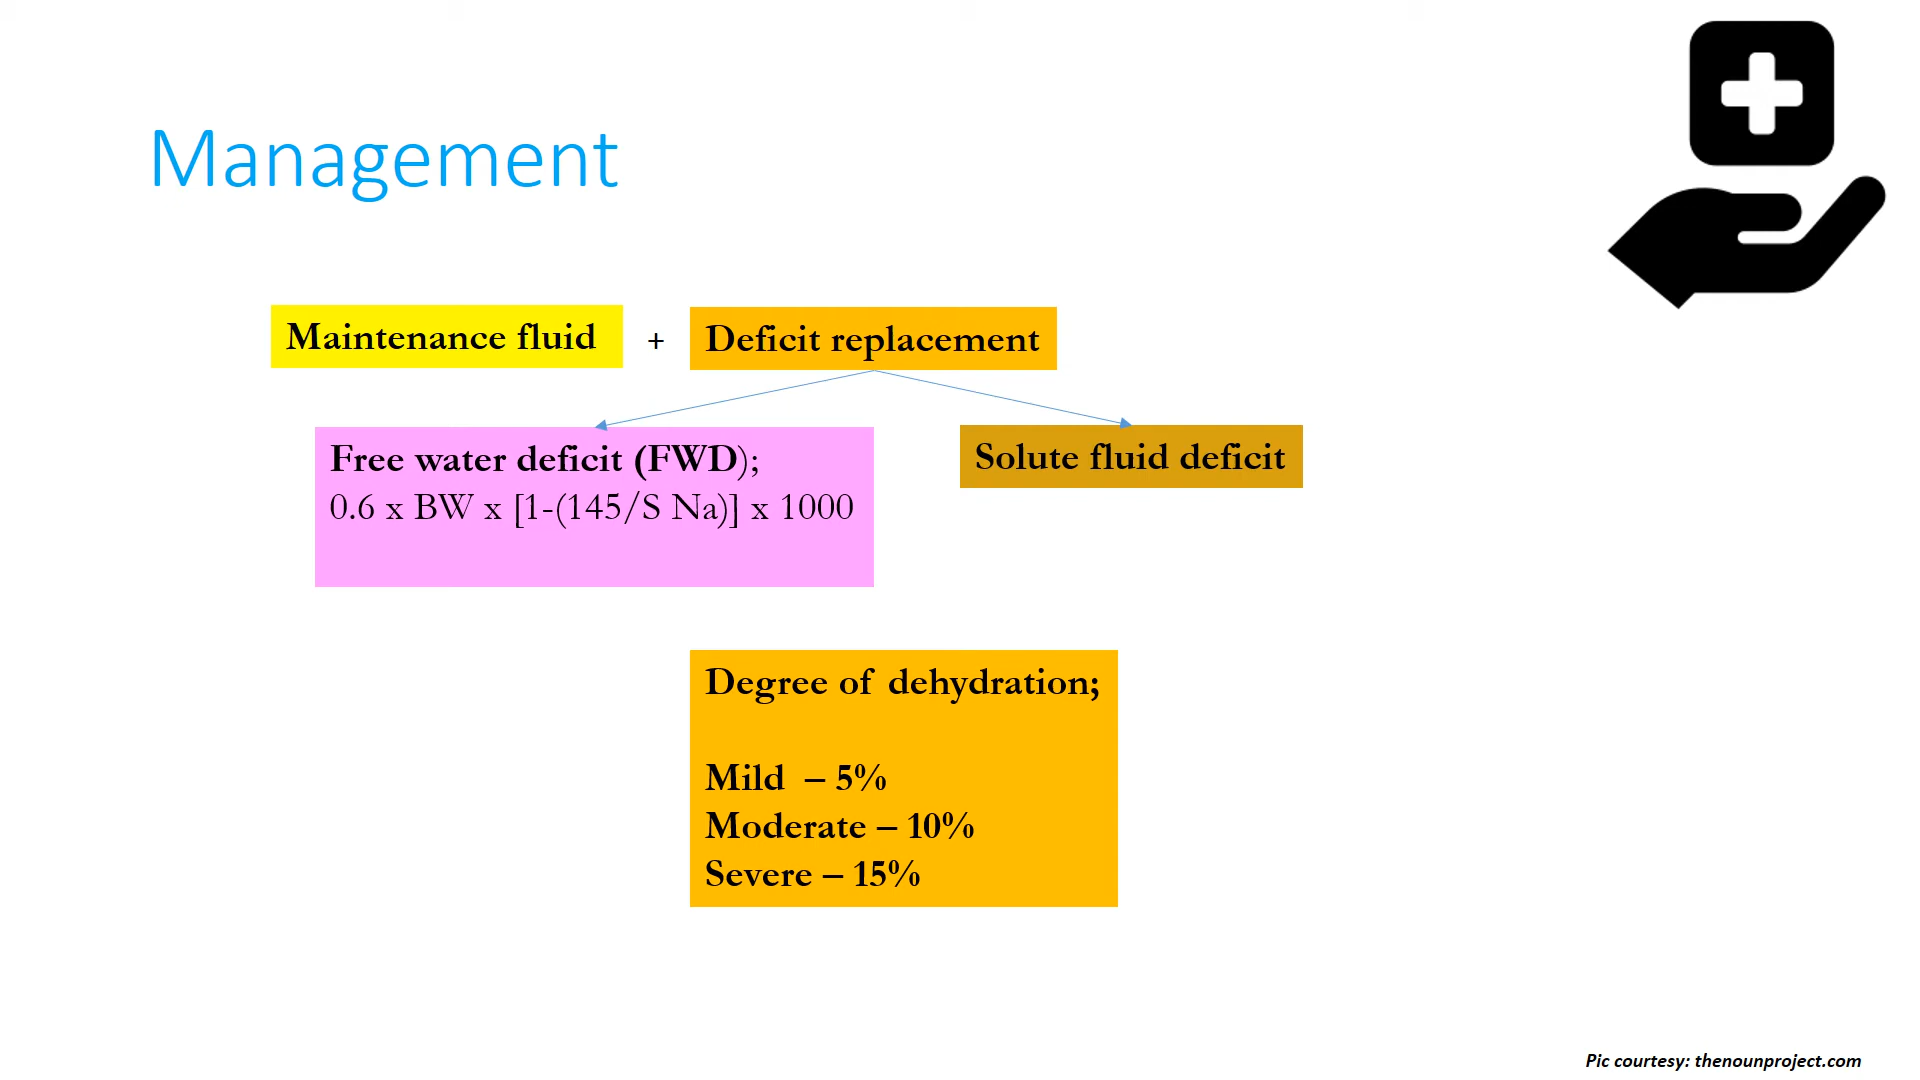 Management
Maintenance fluid
+
Deficit replacement
Free water deficit (FWD);
0.6 x BW x [1-(145/S Na)] x 1000
Solute fluid deficit
Degree of dehydration;
Mild – 5%
Moderate – 10%
Severe – 15%
Pic courtesy: thenounproject.com